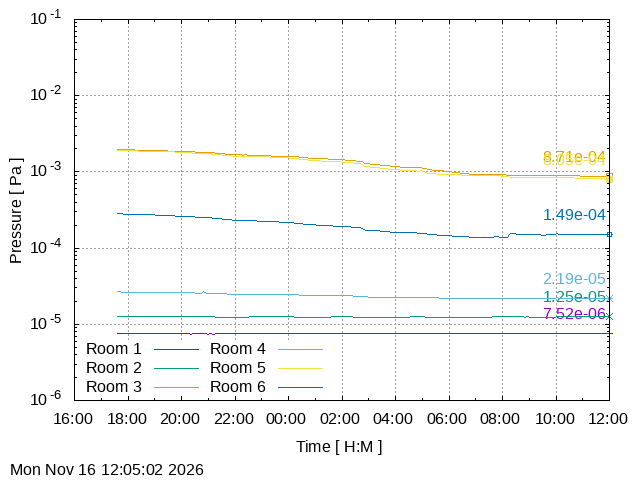 10^-1
10^-2
10^-3
10^-4
10^-5
10^-6
Pressure [ Pa ]
8.71e-04
1.49e-04
2.19e-05
1.25e-05
7.52e-06
Room 1 Room 4
Room 2 Room 5
Room 3 Room 6
16:00 18:00 20:00 22:00 00:00 02:00 04:00 06:00 08:00 10:00 12:00
Time [ H:M ]
Mon Nov 16 12:05:02 2026